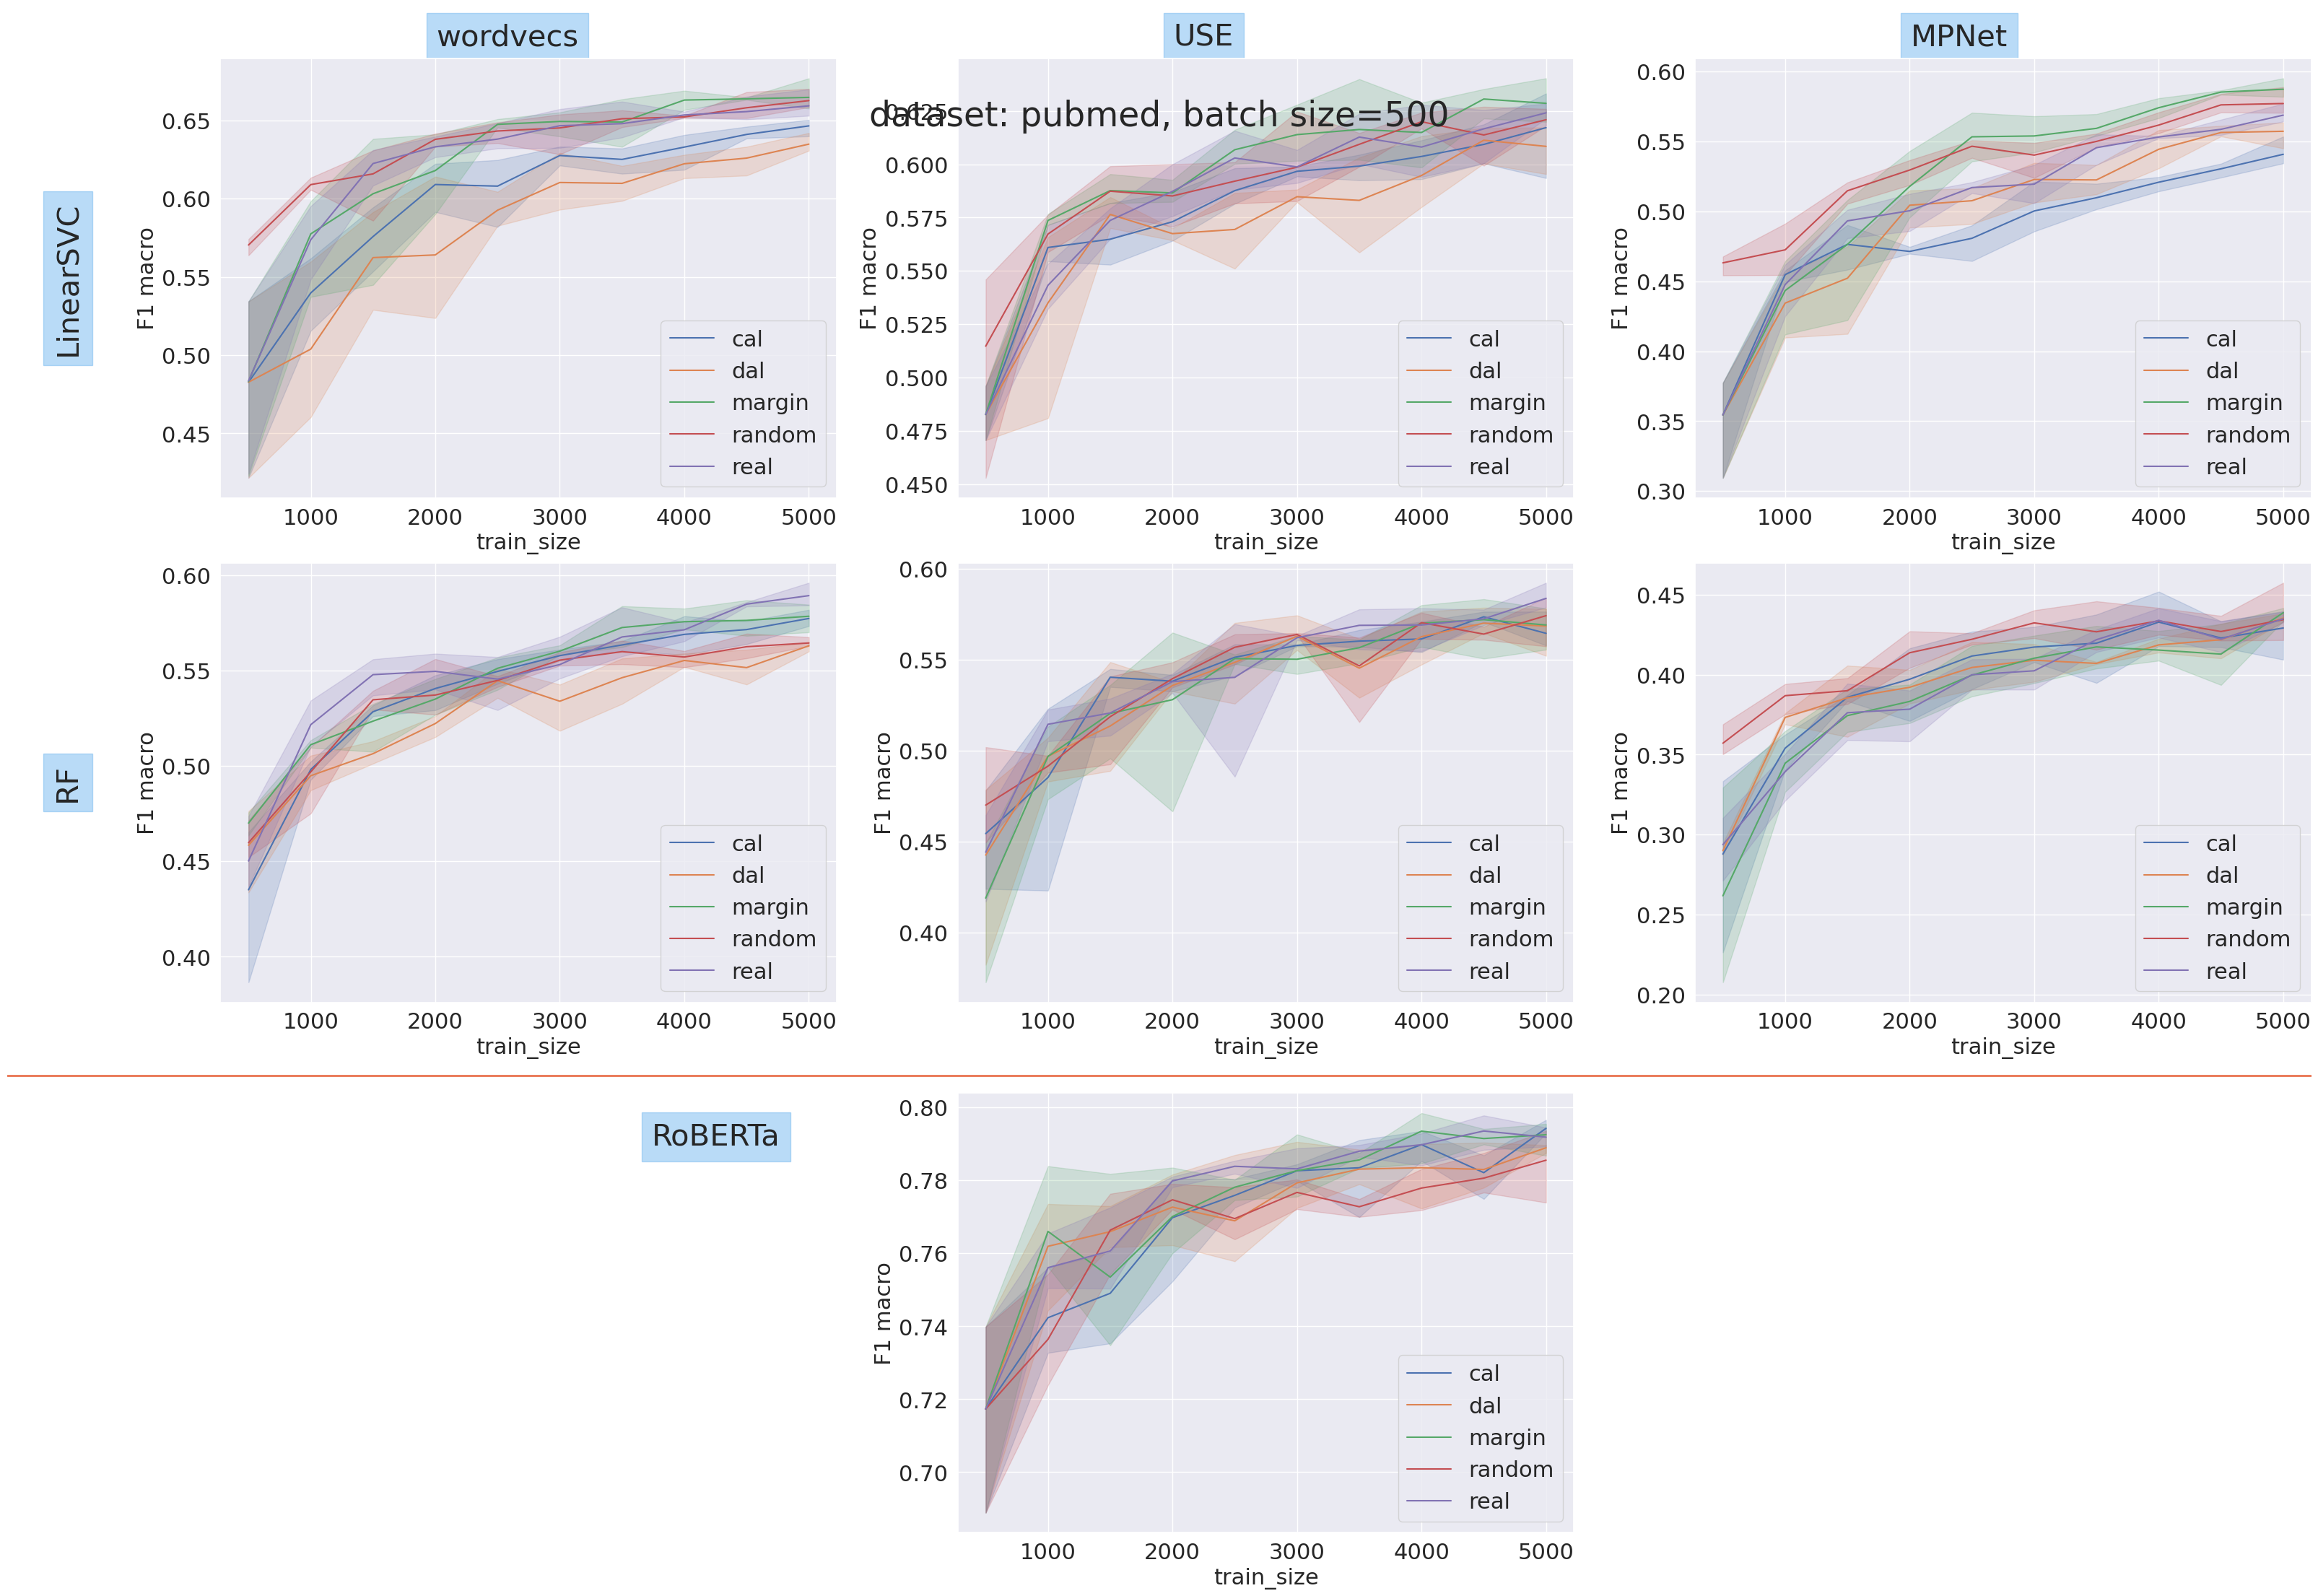 wordvecs
USE
MPNet
dataset: pubmed, batch size=500
LinearSVC
F1 macro
0.65
0.60
0.55
0.50
0.45
1000 2000 3000 4000 5000
train_size
cal
dal
margin
random
real
F1 macro
0.625
0.600
0.575
0.550
0.525
0.500
0.475
0.450
1000 2000 3000 4000 5000
train_size
cal
dal
margin
random
real
F1 macro
0.60
0.55
0.50
0.45
0.40
0.35
0.30
1000 2000 3000 4000 5000
train_size
cal
dal
margin
random
real
RF
F1 macro
0.60
0.55
0.50
0.45
0.40
1000 2000 3000 4000 5000
train_size
cal
dal
margin
random
real
F1 macro
0.60
0.55
0.50
0.45
0.40
1000 2000 3000 4000 5000
train_size
cal
dal
margin
random
real
F1 macro
0.45
0.40
0.35
0.30
0.25
0.20
1000 2000 3000 4000 5000
train_size
cal
dal
margin
random
real
RoBERTa
F1 macro
0.80
0.78
0.76
0.74
0.72
0.70
1000 2000 3000 4000 5000
train_size
cal
dal
margin
random
real